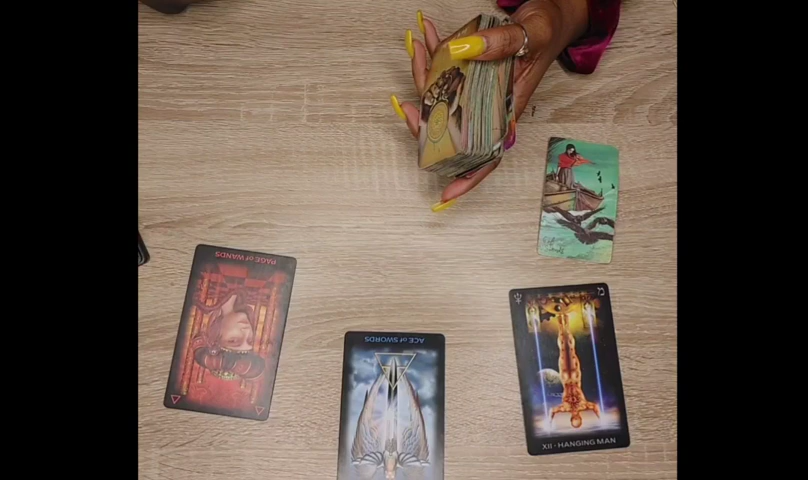 PAGE of WANDS
ACE of SWORDS
XII · HANGING MAN